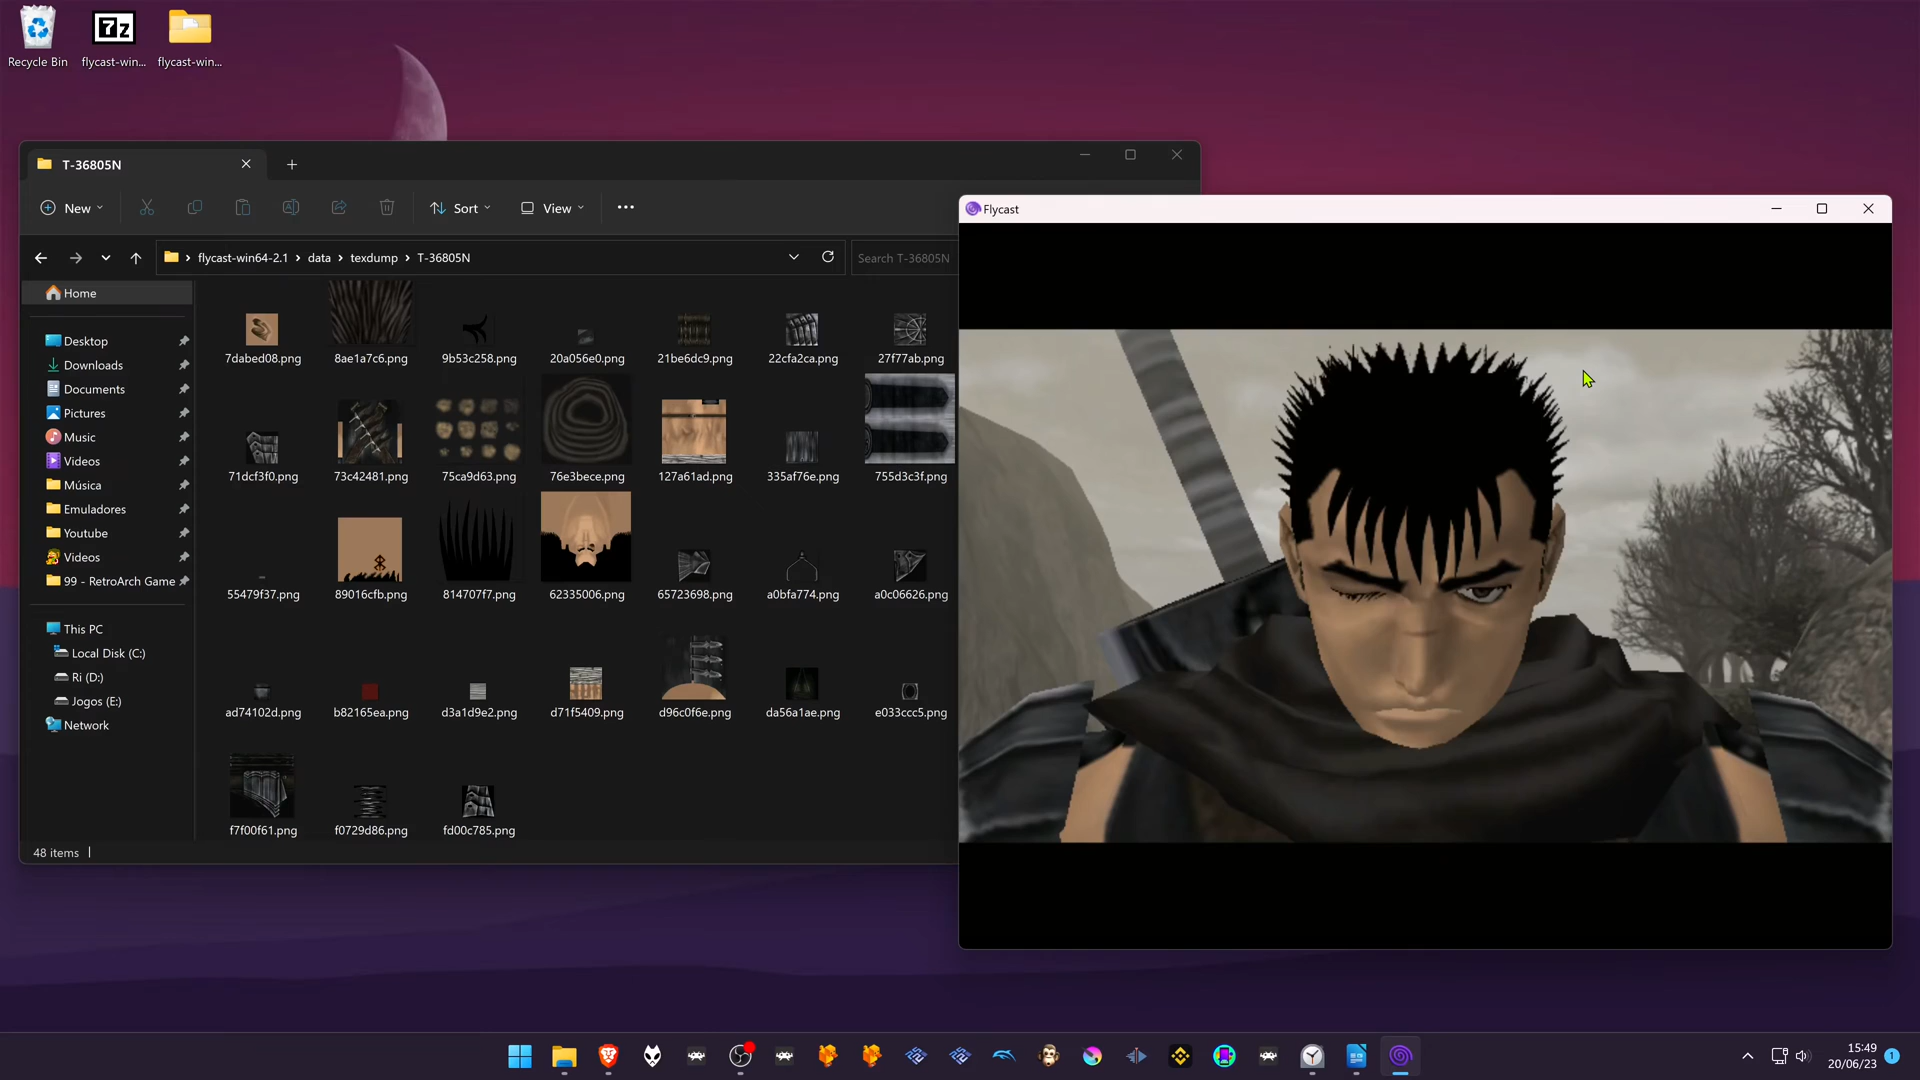 Recycle Bin
flycast-win...
flycast-win...
T-36805N
New
Sort
View
flycast-win64-2.1 > data > texdump > T-36805N
Search T-36805N
Home
Desktop
Downloads
Documents
Pictures
Music
Videos
Música
Emuladores
Youtube
Videos
99 - RetroArch Game
This PC
Local Disk (C:)
Ri (D:)
Jogos (E:)
Network
7dabed08.png
8ae1a7c6.png
9b53c258.png
20a056e0.png
21be6dc9.png
22cfa2ca.png
27f77ab.png
71dcf3f0.png
73c42481.png
75ca9d63.png
76e3bece.png
127a61ad.png
335af76e.png
755d3c3f.png
55479f37.png
89016cfb.png
814707f7.png
62335006.png
65723698.png
a0bfa774.png
a0c06626.png
ad74102d.png
b82165ea.png
d3a1d9e2.png
d71f5409.png
d96c0f6e.png
da56a1ae.png
e033ccc5.png
f7f00f61.png
f0729d86.png
fd00c785.png
48 items
Flycast
15:49
20/06/23
1